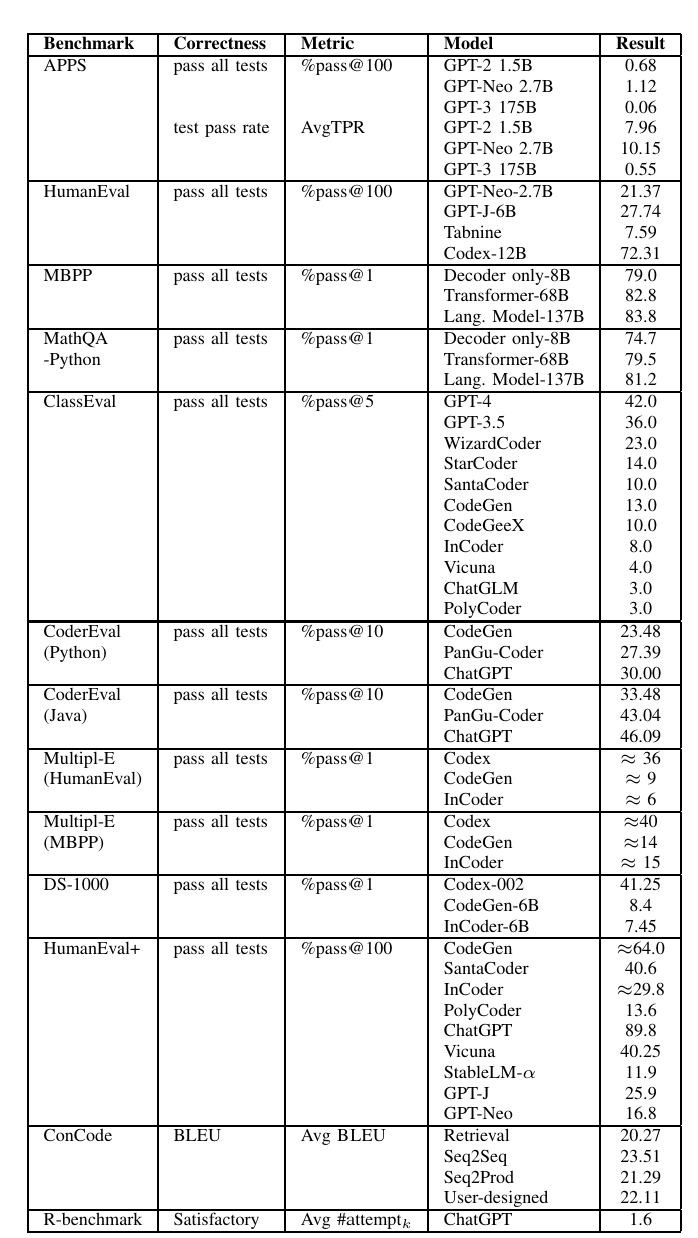 Benchmark Correctness Metric Model Result
APPS pass all tests %pass@100 GPT-2 1.5B 0.68
GPT-Neo 2.7B 1.12
GPT-3 175B 0.06
test pass rate AvgTPR GPT-2 1.5B 7.96
GPT-Neo 2.7B 10.15
GPT-3 175B 0.55
HumanEval pass all tests %pass@100 GPT-Neo-2.7B 21.37
GPT-J-6B 27.74
Tabnine 7.59
Codex-12B 72.31
MBPP pass all tests %pass@1 Decoder only-8B 79.0
Transformer-68B 82.8
Lang. Model-137B 83.8
MathQA pass all tests %pass@1 Decoder only-8B 74.7
-Python Transformer-68B 79.5
Lang. Model-137B 81.2
ClassEval pass all tests %pass@5 GPT-4 42.0
GPT-3.5 36.0
WizardCoder 23.0
StarCoder 14.0
SantaCoder 10.0
CodeGen 13.0
CodeGeeX 10.0
InCoder 8.0
Vicuna 4.0
ChatGLM 3.0
PolyCoder 3.0
CoderEval pass all tests %pass@10 CodeGen 23.48
(Python) PanGu-Coder 27.39
ChatGPT 30.00
CoderEval pass all tests %pass@10 CodeGen 33.48
(Java) PanGu-Coder 43.04
ChatGPT 46.09
Multipl-E pass all tests %pass@1 Codex ≈ 36
(HumanEval) CodeGen ≈ 9
InCoder ≈ 6
Multipl-E pass all tests %pass@1 Codex ≈40
(MBPP) CodeGen ≈14
InCoder ≈ 15
DS-1000 pass all tests %pass@1 Codex-002 41.25
CodeGen-6B 8.4
InCoder-6B 7.45
HumanEval+ pass all tests %pass@100 CodeGen ≈64.0
SantaCoder 40.6
InCoder ≈29.8
PolyCoder 13.6
ChatGPT 89.8
Vicuna 40.25
StableLM-α 11.9
GPT-J 25.9
GPT-Neo 16.8
ConCode BLEU Avg BLEU Retrieval 20.27
Seq2Seq 23.51
Seq2Prod 21.29
User-designed 22.11
R-benchmark Satisfactory Avg #attemptₖ ChatGPT 1.6